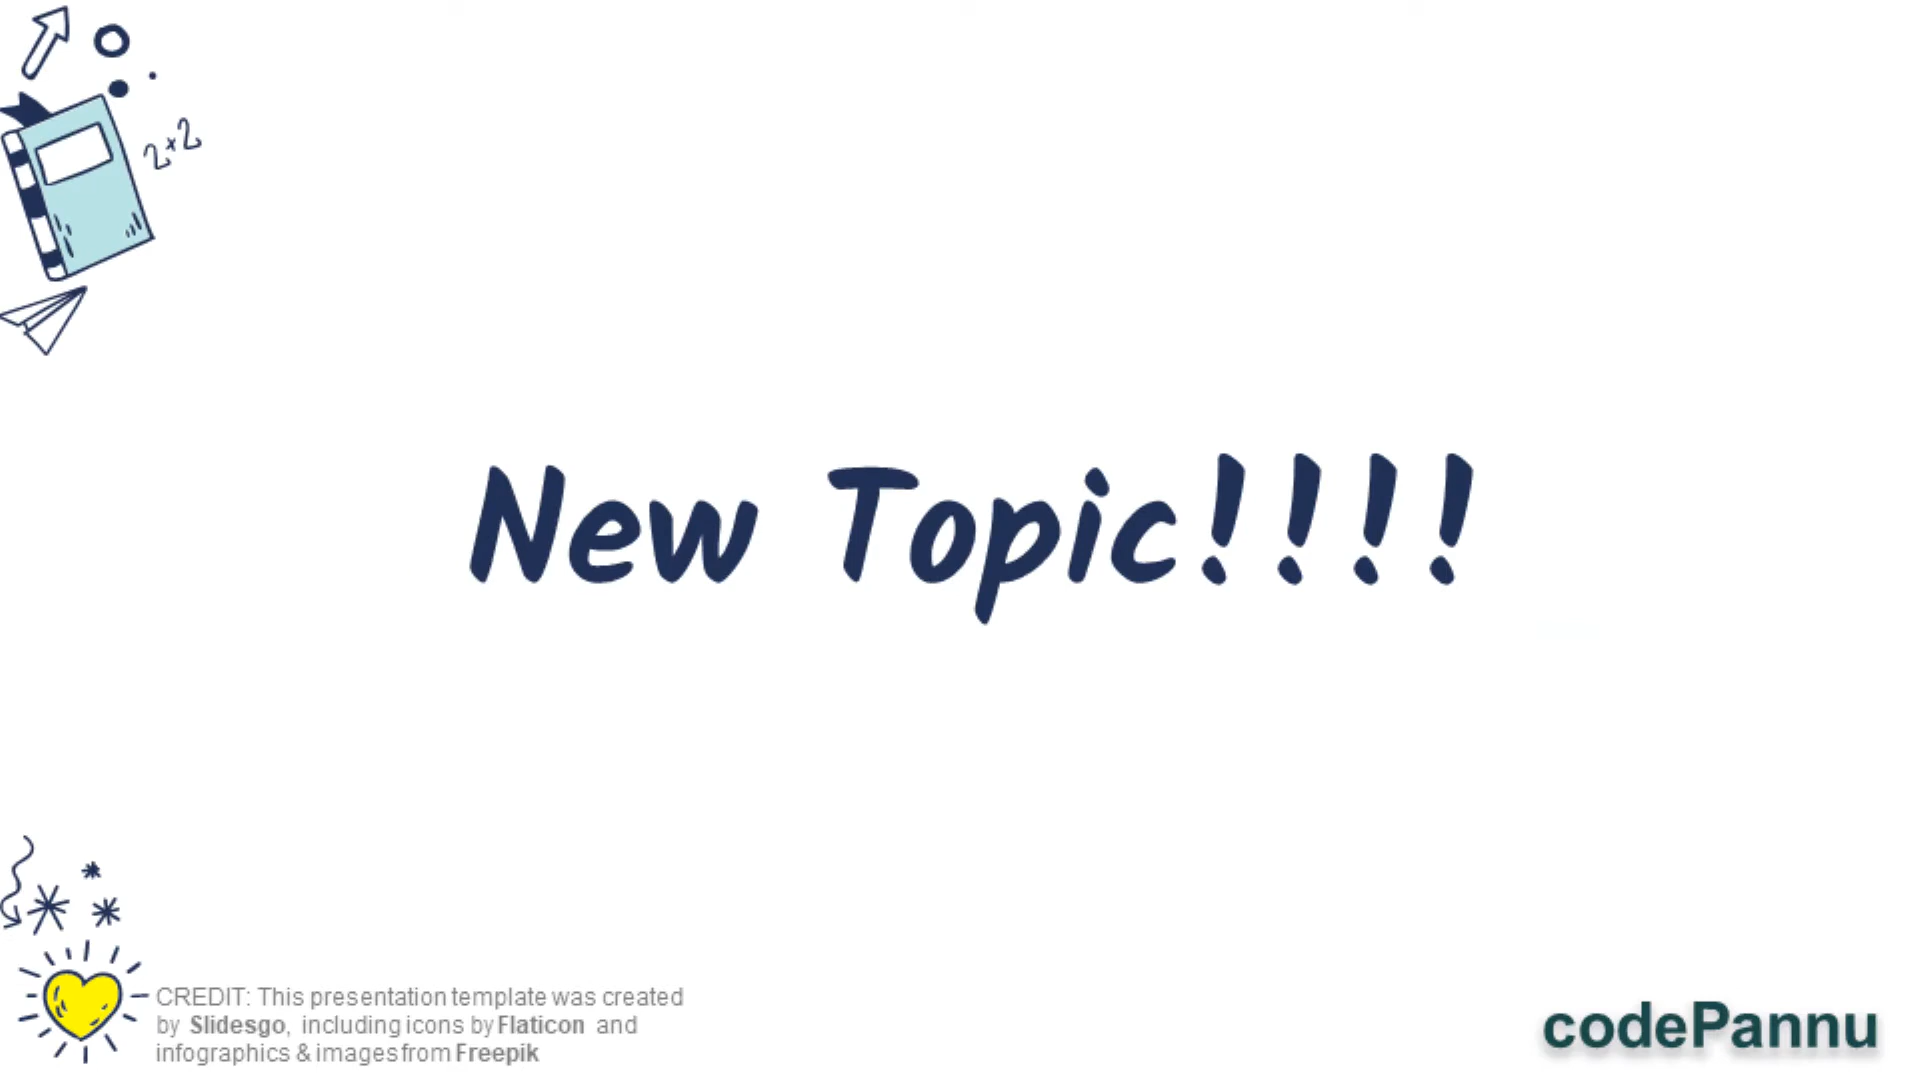 2+2
New Topic!!!!
CREDIT: This presentation template was created
by Slidesgo, including icons by Flaticon and
infographics & images from Freepik
codePannu